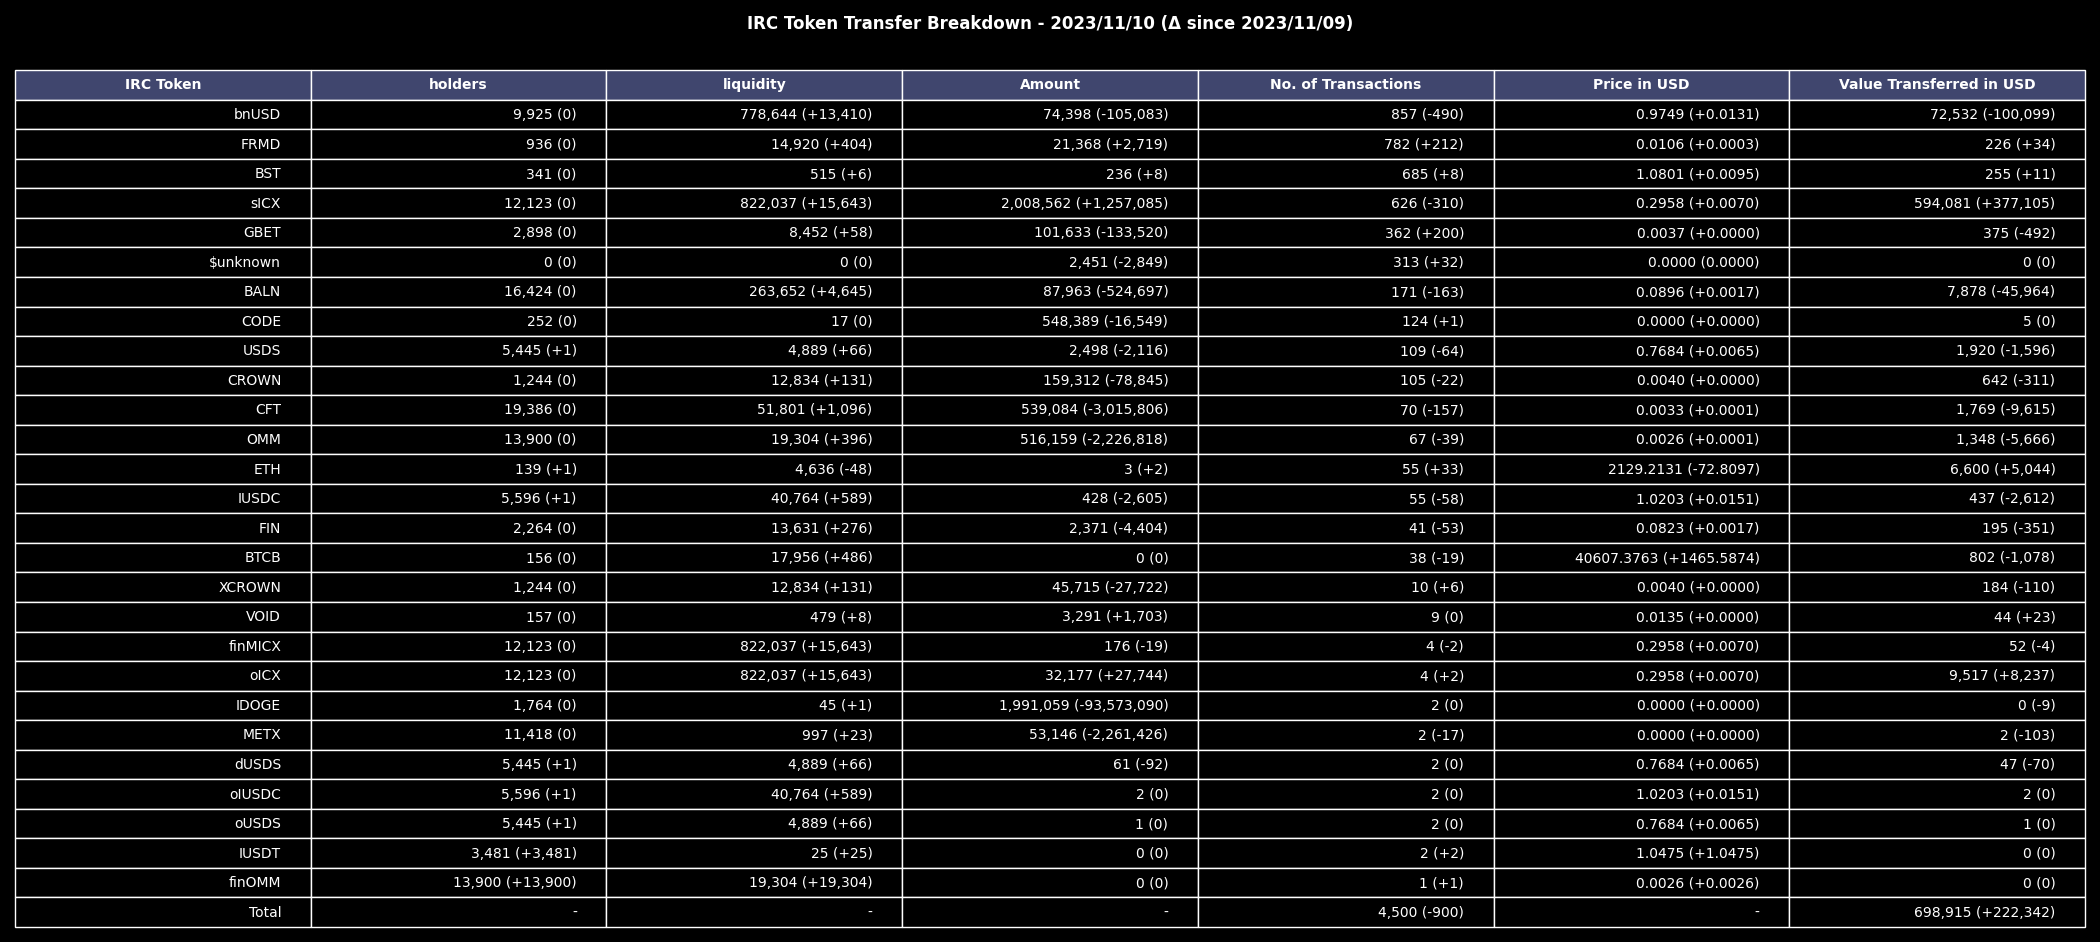 IRC Token Transfer Breakdown - 2023/11/10 (Δ since 2023/11/09)
IRC Token holders liquidity Amount No. of Transactions Price in USD Value Transferred in USD
bnUSD 9,925 (0) 778,644 (+13,410) 74,398 (-105,083) 857 (-490) 0.9749 (+0.0131) 72,532 (-100,099)
FRMD 936 (0) 14,920 (+404) 21,368 (+2,719) 782 (+212) 0.0106 (+0.0003) 226 (+34)
BST 341 (0) 515 (+6) 236 (+8) 685 (+8) 1.0801 (+0.0095) 255 (+11)
sICX 12,123 (0) 822,037 (+15,643) 2,008,562 (+1,257,085) 626 (-310) 0.2958 (+0.0070) 594,081 (+377,105)
GBET 2,898 (0) 8,452 (+58) 101,633 (-133,520) 362 (+200) 0.0037 (+0.0000) 375 (-492)
$unknown 0 (0) 0 (0) 2,451 (-2,849) 313 (+32) 0.0000 (0.0000) 0 (0)
BALN 16,424 (0) 263,652 (+4,645) 87,963 (-524,697) 171 (-163) 0.0896 (+0.0017) 7,878 (-45,964)
CODE 252 (0) 17 (0) 548,389 (-16,549) 124 (+1) 0.0000 (+0.0000) 5 (0)
USDS 5,445 (+1) 4,889 (+66) 2,498 (-2,116) 109 (-64) 0.7684 (+0.0065) 1,920 (-1,596)
CROWN 1,244 (0) 12,834 (+131) 159,312 (-78,845) 105 (-22) 0.0040 (+0.0000) 642 (-311)
CFT 19,386 (0) 51,801 (+1,096) 539,084 (-3,015,806) 70 (-157) 0.0033 (+0.0001) 1,769 (-9,615)
OMM 13,900 (0) 19,304 (+396) 516,159 (-2,226,818) 67 (-39) 0.0026 (+0.0001) 1,348 (-5,666)
ETH 139 (+1) 4,636 (-48) 3 (+2) 55 (+33) 2129.2131 (-72.8097) 6,600 (+5,044)
IUSDC 5,596 (+1) 40,764 (+589) 428 (-2,605) 55 (-58) 1.0203 (+0.0151) 437 (-2,612)
FIN 2,264 (0) 13,631 (+276) 2,371 (-4,404) 41 (-53) 0.0823 (+0.0017) 195 (-351)
BTCB 156 (0) 17,956 (+486) 0 (0) 38 (-19) 40607.3763 (+1465.5874) 802 (-1,078)
XCROWN 1,244 (0) 12,834 (+131) 45,715 (-27,722) 10 (+6) 0.0040 (+0.0000) 184 (-110)
VOID 157 (0) 479 (+8) 3,291 (+1,703) 9 (0) 0.0135 (+0.0000) 44 (+23)
finMICX 12,123 (0) 822,037 (+15,643) 176 (-19) 4 (-2) 0.2958 (+0.0070) 52 (-4)
oICX 12,123 (0) 822,037 (+15,643) 32,177 (+27,744) 4 (+2) 0.2958 (+0.0070) 9,517 (+8,237)
IDOGE 1,764 (0) 45 (+1) 1,991,059 (-93,573,090) 2 (0) 0.0000 (+0.0000) 0 (-9)
METX 11,418 (0) 997 (+23) 53,146 (-2,261,426) 2 (-17) 0.0000 (+0.0000) 2 (-103)
dUSDS 5,445 (+1) 4,889 (+66) 61 (-92) 2 (0) 0.7684 (+0.0065) 47 (-70)
oIUSDC 5,596 (+1) 40,764 (+589) 2 (0) 2 (0) 1.0203 (+0.0151) 2 (0)
oUSDS 5,445 (+1) 4,889 (+66) 1 (0) 2 (0) 0.7684 (+0.0065) 1 (0)
IUSDT 3,481 (+3,481) 25 (+25) 0 (0) 2 (+2) 1.0475 (+1.0475) 0 (0)
finOMM 13,900 (+13,900) 19,304 (+19,304) 0 (0) 1 (+1) 0.0026 (+0.0026) 0 (0)
Total - - - 4,500 (-900) - 698,915 (+222,342)